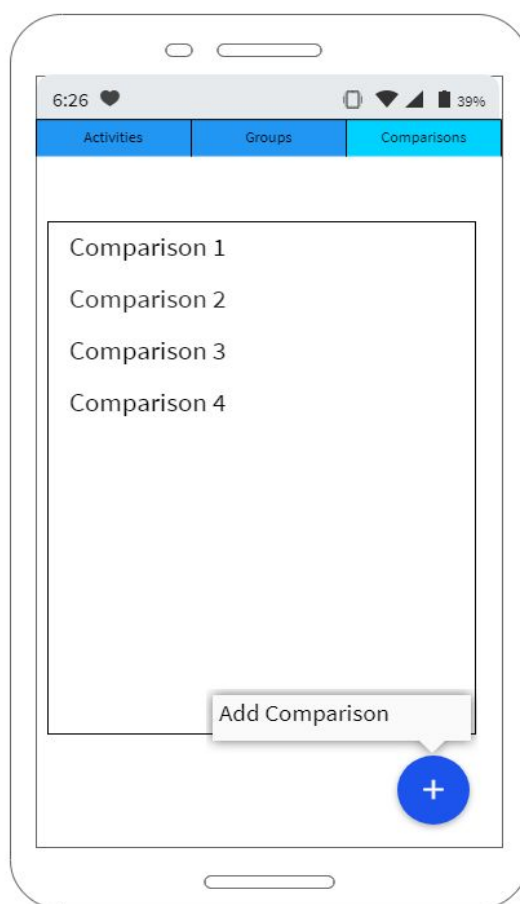 6:26 39%
Activities Groups Comparisons
Comparison 1
Comparison 2
Comparison 3
Comparison 4
Add Comparison
+